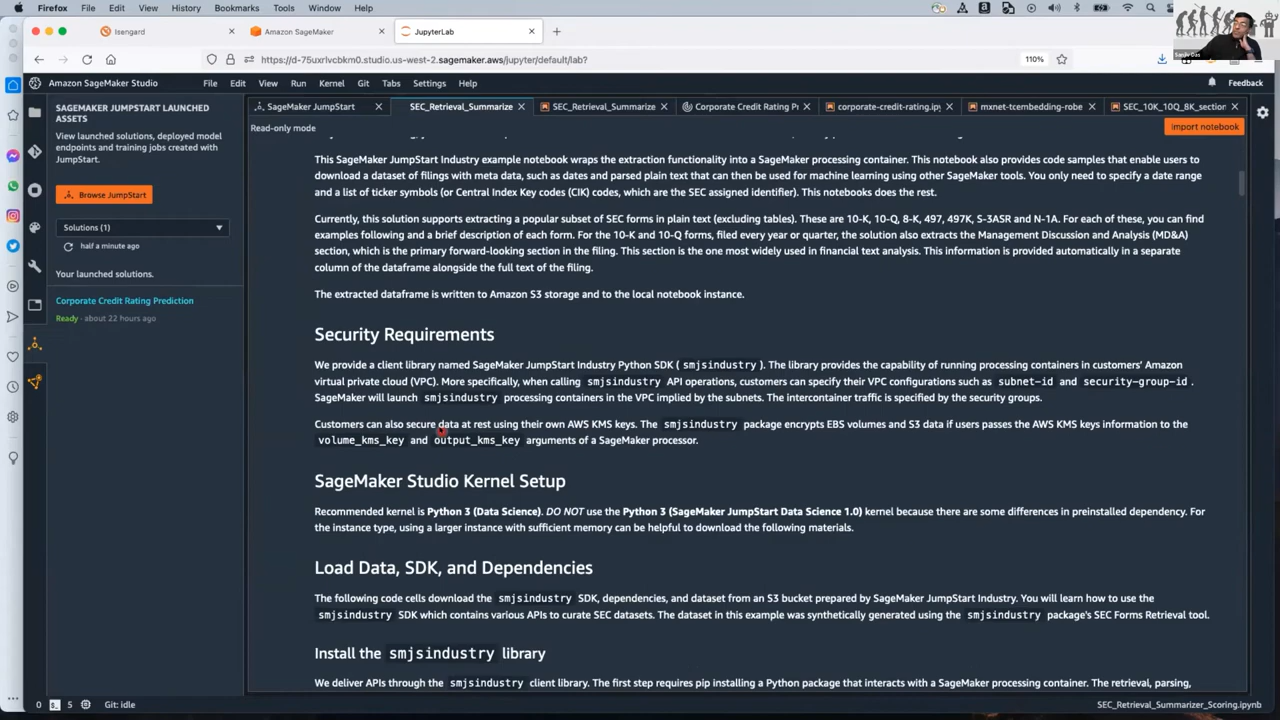 Firefox File Edit View History Bookmarks Tools Window Help
Isengard
Amazon SageMaker
JupyterLab
https://d-75uxrlvcbkm0.studio.us-west-2.sagemaker.aws/jupyter/default/lab?
110%
Sanjiv Das
Amazon SageMaker Studio File Edit View Run Kernel Git Tabs Settings Help
Feedback
SAGEMAKER JUMPSTART LAUNCHED
ASSETS
View launched solutions, deployed model
endpoints and training jobs created with
JumpStart.
Browse JumpStart
Solutions (1)
half a minute ago
Your launched solutions.
Corporate Credit Rating Prediction
Ready - about 22 hours ago
SageMaker JumpStart
SEC_Retrieval_Summarize
SEC_Retrieval_Summarize
Corporate Credit Rating Pr
corporate-credit-rating.ipy
mxnet-tcembedding-robe
SEC_10K_10Q_8K_section
Read-only mode
Import notebook
This SageMaker JumpStart Industry example notebook wraps the extraction functionality into a SageMaker processing container. This notebook also provides code samples that enable users to
download a dataset of filings with meta data, such as dates and parsed plain text that can then be used for machine learning using other SageMaker tools. You only need to specify a date range
and a list of ticker symbols (or Central Index Key codes (CIK) codes, which are the SEC assigned identifier). This notebooks does the rest.
Currently, this solution supports extracting a popular subset of SEC forms in plain text (excluding tables). These are 10-K, 10-Q, 8-K, 497, 497K, S-3ASR and N-1A. For each of these, you can find
examples following and a brief description of each form. For the 10-K and 10-Q forms, filed every year or quarter, the solution also extracts the Management Discussion and Analysis (MD&A)
section, which is the primary forward-looking section in the filing. This section is the one most widely used in financial text analysis. This information is provided automatically in a separate
column of the dataframe alongside the full text of the filing.
The extracted dataframe is written to Amazon S3 storage and to the local notebook instance.
Security Requirements
We provide a client library named SageMaker JumpStart Industry Python SDK ( smjsindustry ). The library provides the capability of running processing containers in customers' Amazon
virtual private cloud (VPC). More specifically, when calling smjsindustry API operations, customers can specify their VPC configurations such as subnet-id and security-group-id .
SageMaker will launch smjsindustry processing containers in the VPC implied by the subnets. The intercontainer traffic is specified by the security groups.
Customers can also secure data at rest using their own AWS KMS keys. The smjsindustry package encrypts EBS volumes and S3 data if users passes the AWS KMS keys information to the
volume_kms_key and output_kms_key arguments of a SageMaker processor.
SageMaker Studio Kernel Setup
Recommended kernel is Python 3 (Data Science). DO NOT use the Python 3 (SageMaker JumpStart Data Science 1.0) kernel because there are some differences in preinstalled dependency. For
the instance type, using a larger instance with sufficient memory can be helpful to download the following materials.
Load Data, SDK, and Dependencies
The following code cells download the smjsindustry SDK, dependencies, and dataset from an S3 bucket prepared by SageMaker JumpStart Industry. You will learn how to use the
smjsindustry SDK which contains various APIs to curate SEC datasets. The dataset in this example was synthetically generated using the smjsindustry package's SEC Forms Retrieval tool.
Install the smjsindustry library
We deliver APIs through the smjsindustry client library. The first step requires pip installing a Python package that interacts with a SageMaker processing container. The retrieval, parsing,
0 5 Git: idle
SEC_Retrieval_Summarizer_Scoring.ipynb